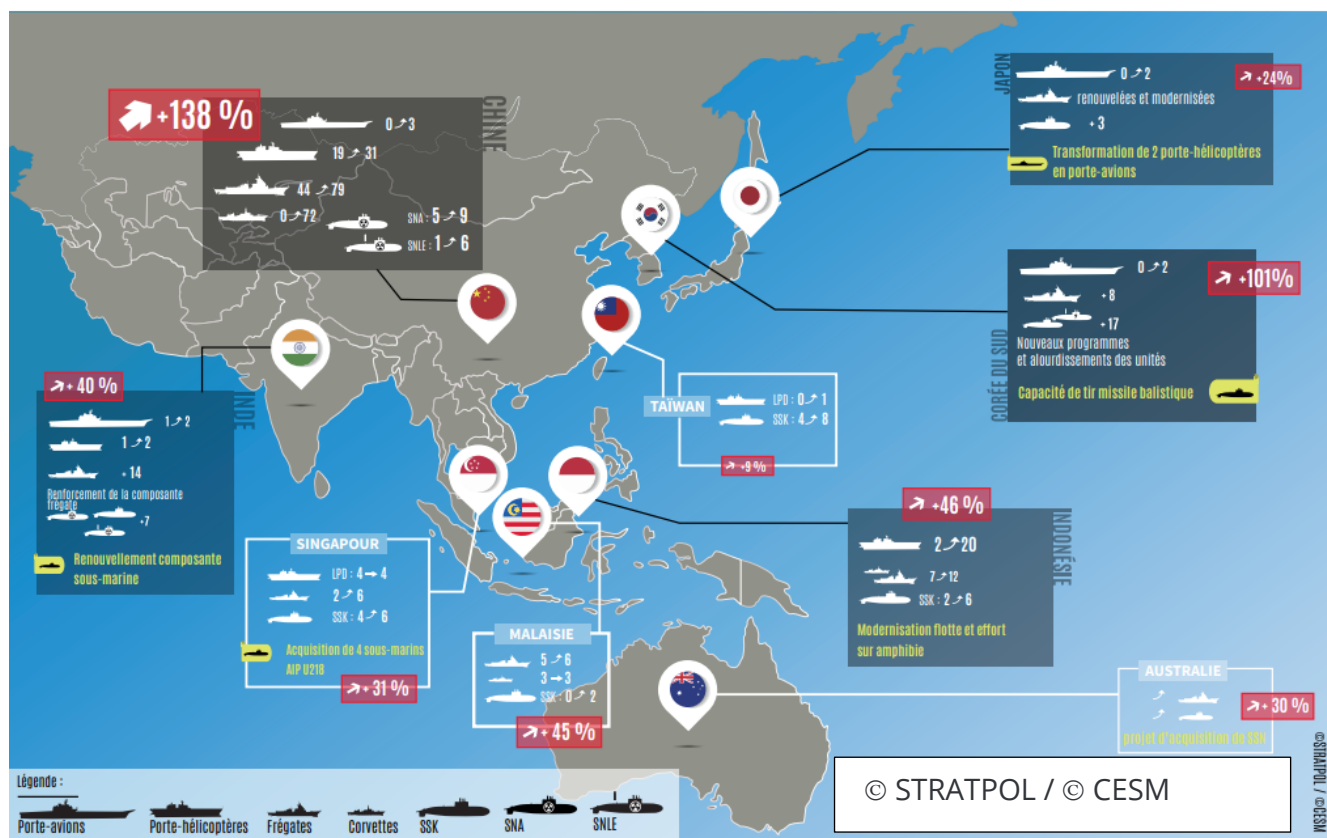 CHINE
+138 %
0 3
19 31
44 79
0 72
SNA : 5 9
SNLE : 1 6
JAPON
+24%
0 2
renouvelées et modernisées
+ 3
Transformation de 2 porte-hélicoptères
en porte-avions
CORÉE DU SUD
+101%
0 2
+8
+17
Nouveaux programmes
et alourdissements des unités
Capacité de tir missile balistique
INDE
+ 40 %
1 2
1 2
+ 14
Renforcement de la composante
frégate
+7
Renouvellement composante
sous-marine
TAÏWAN
LPD : 0 1
SSK : 4 8
+9 %
SINGAPOUR
LPD : 4 → 4
2 6
SSK : 4 6
Acquisition de 4 sous-marins
AIP U218
+ 31 %
MALAISIE
5 6
3 → 3
SSK : 0 2
+ 45 %
INDONÉSIE
+46 %
2 20
7 12
SSK : 2 6
Modernisation flotte et effort
sur amphibie
AUSTRALIE
+ 30 %
projet d'acquisition de SSN
Légende :
Porte-avions
Porte-hélicoptères
Frégates
Corvettes
SSK
SNA
SNLE
© STRATPOL / © CESM
©STRATPOL / ©CESM